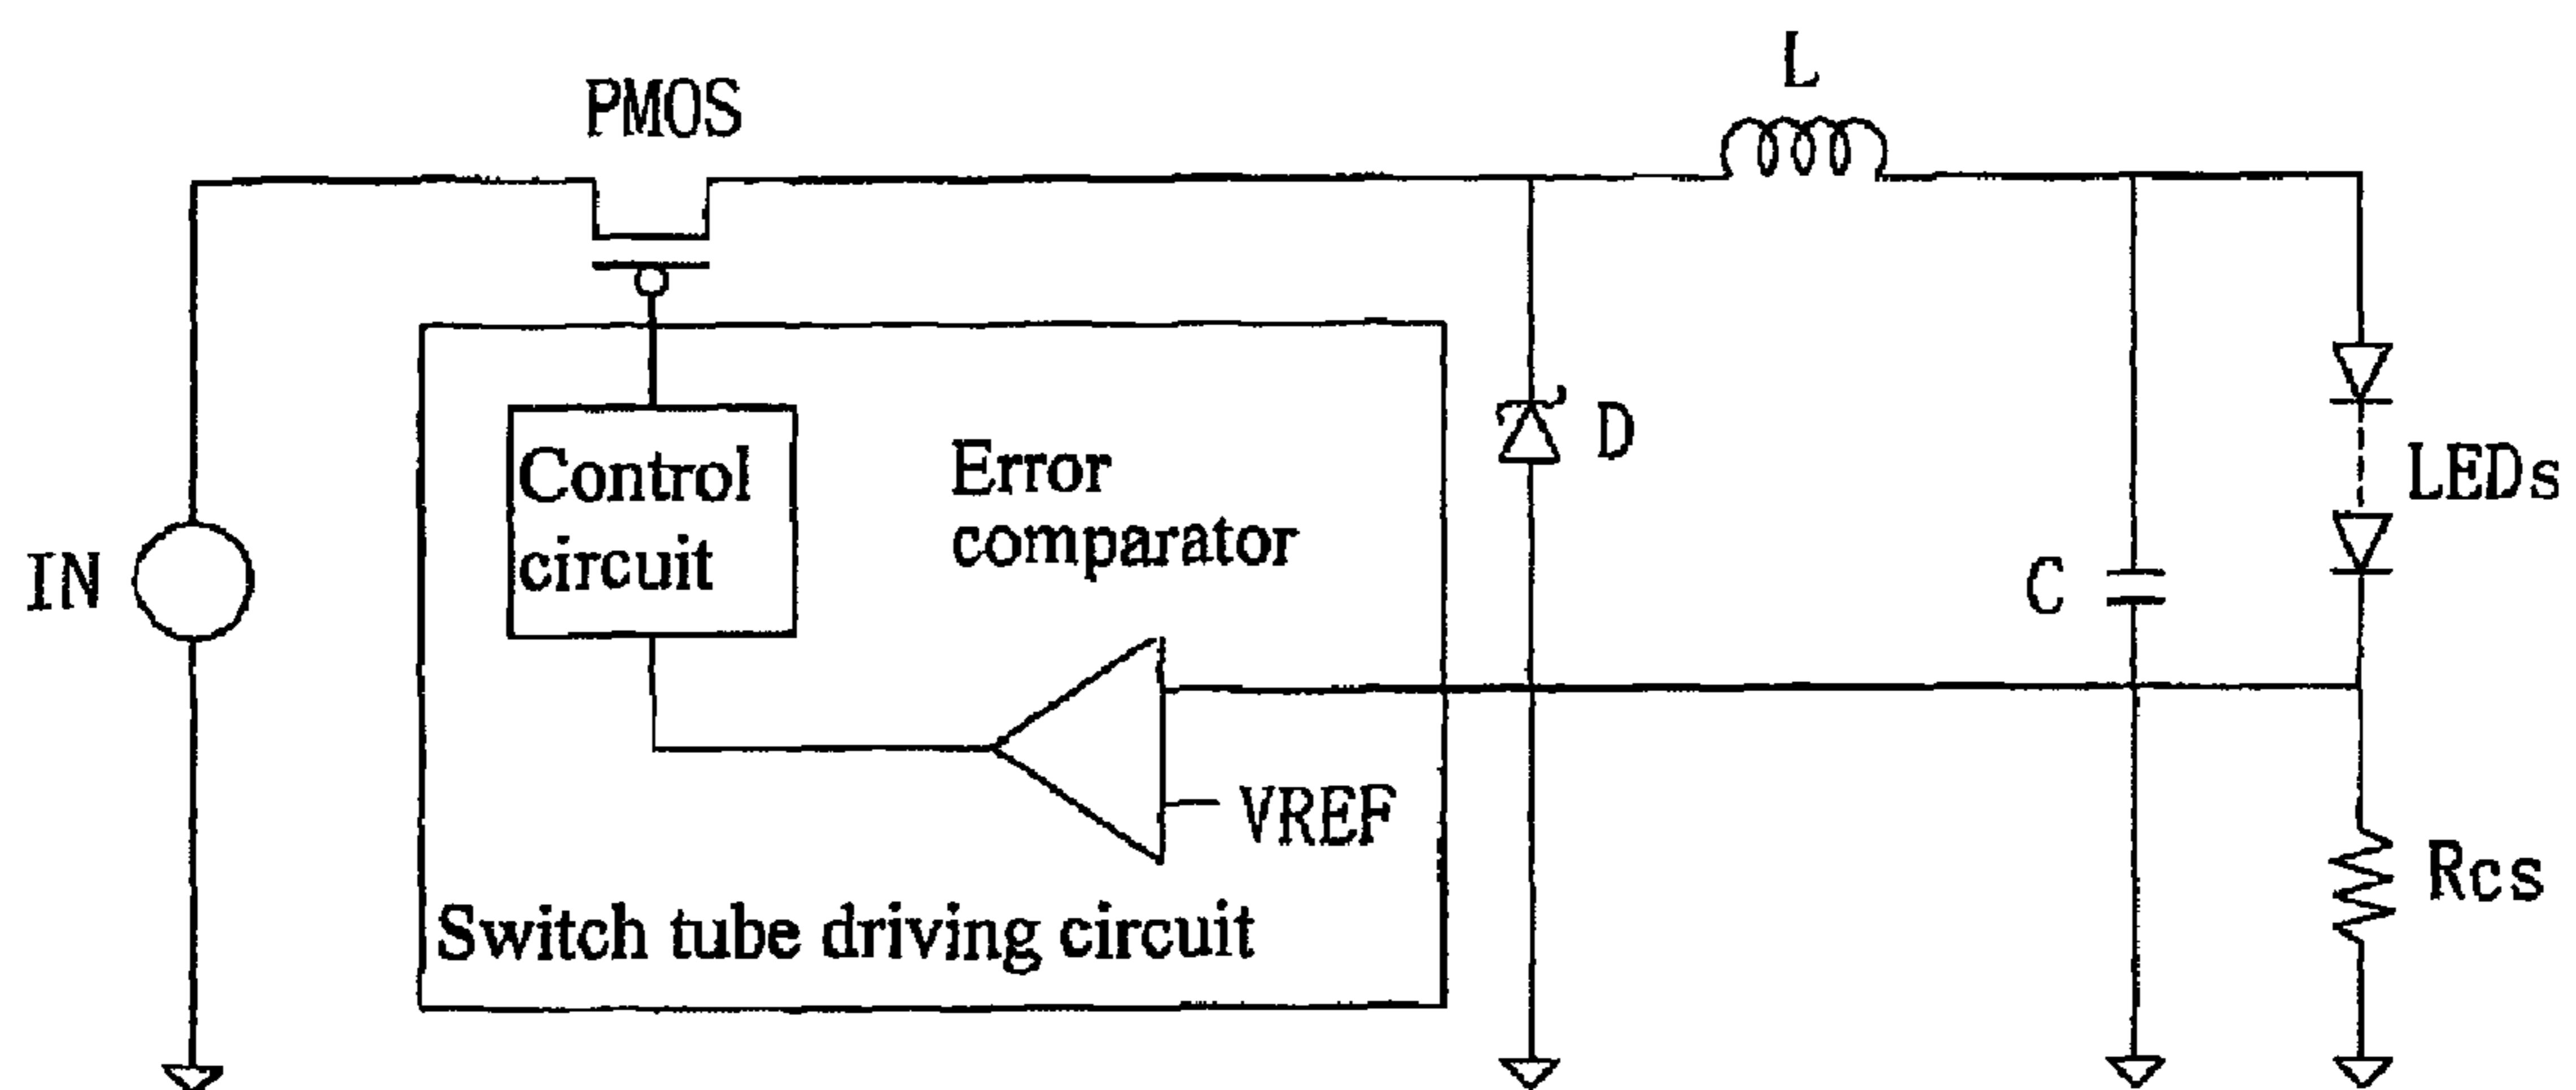 L
PMOS
Control
circuit
Error
comparator
D
LEDs
IN
C
VREF
Rcs
Switch tube driving circuit